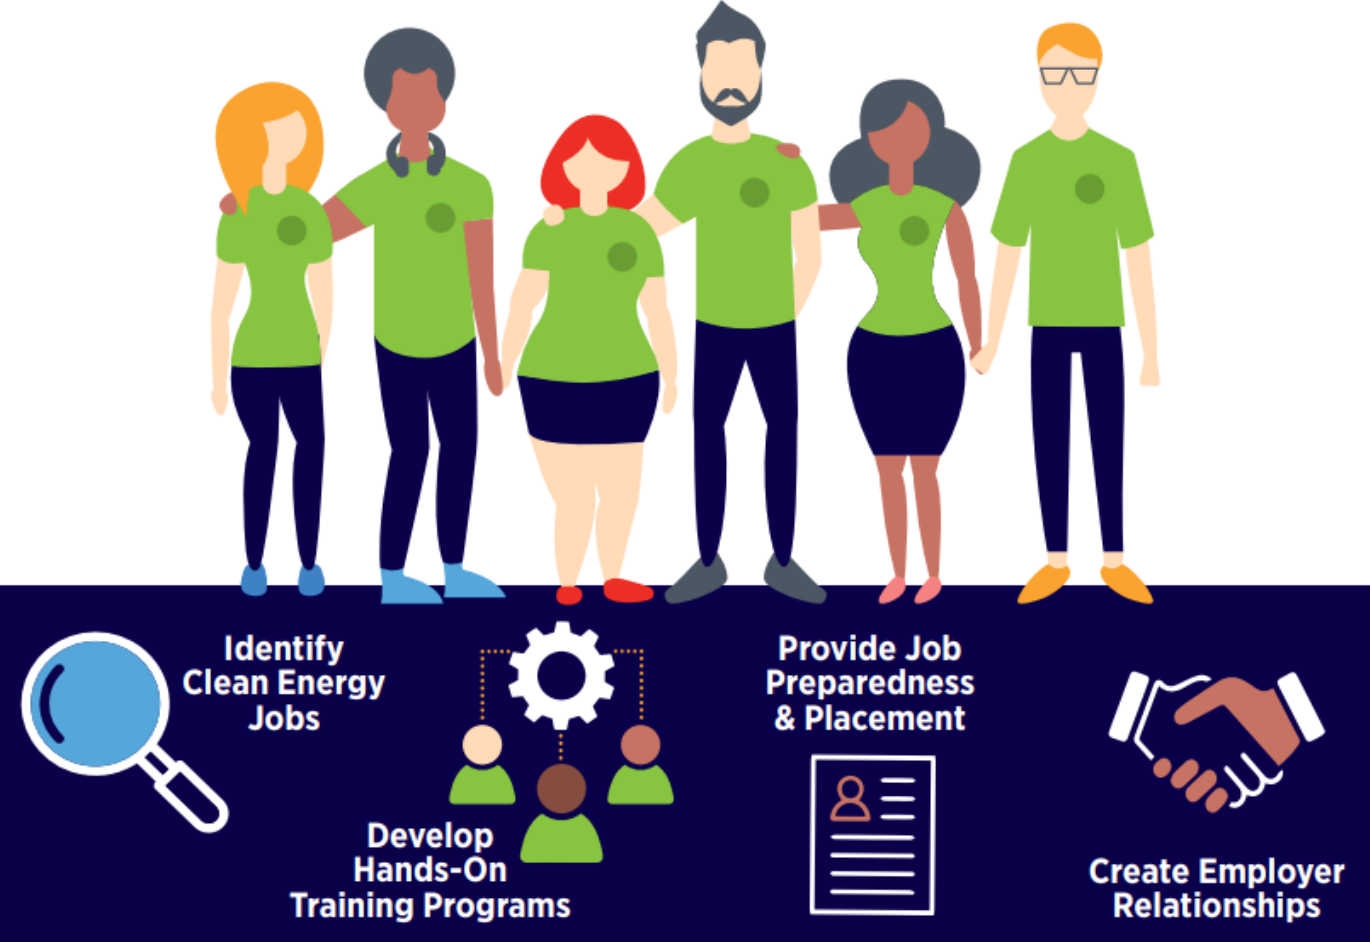 Identify
Clean Energy
Jobs
Develop
Hands-On
Training Programs
Provide Job
Preparedness
& Placement
Create Employer
Relationships